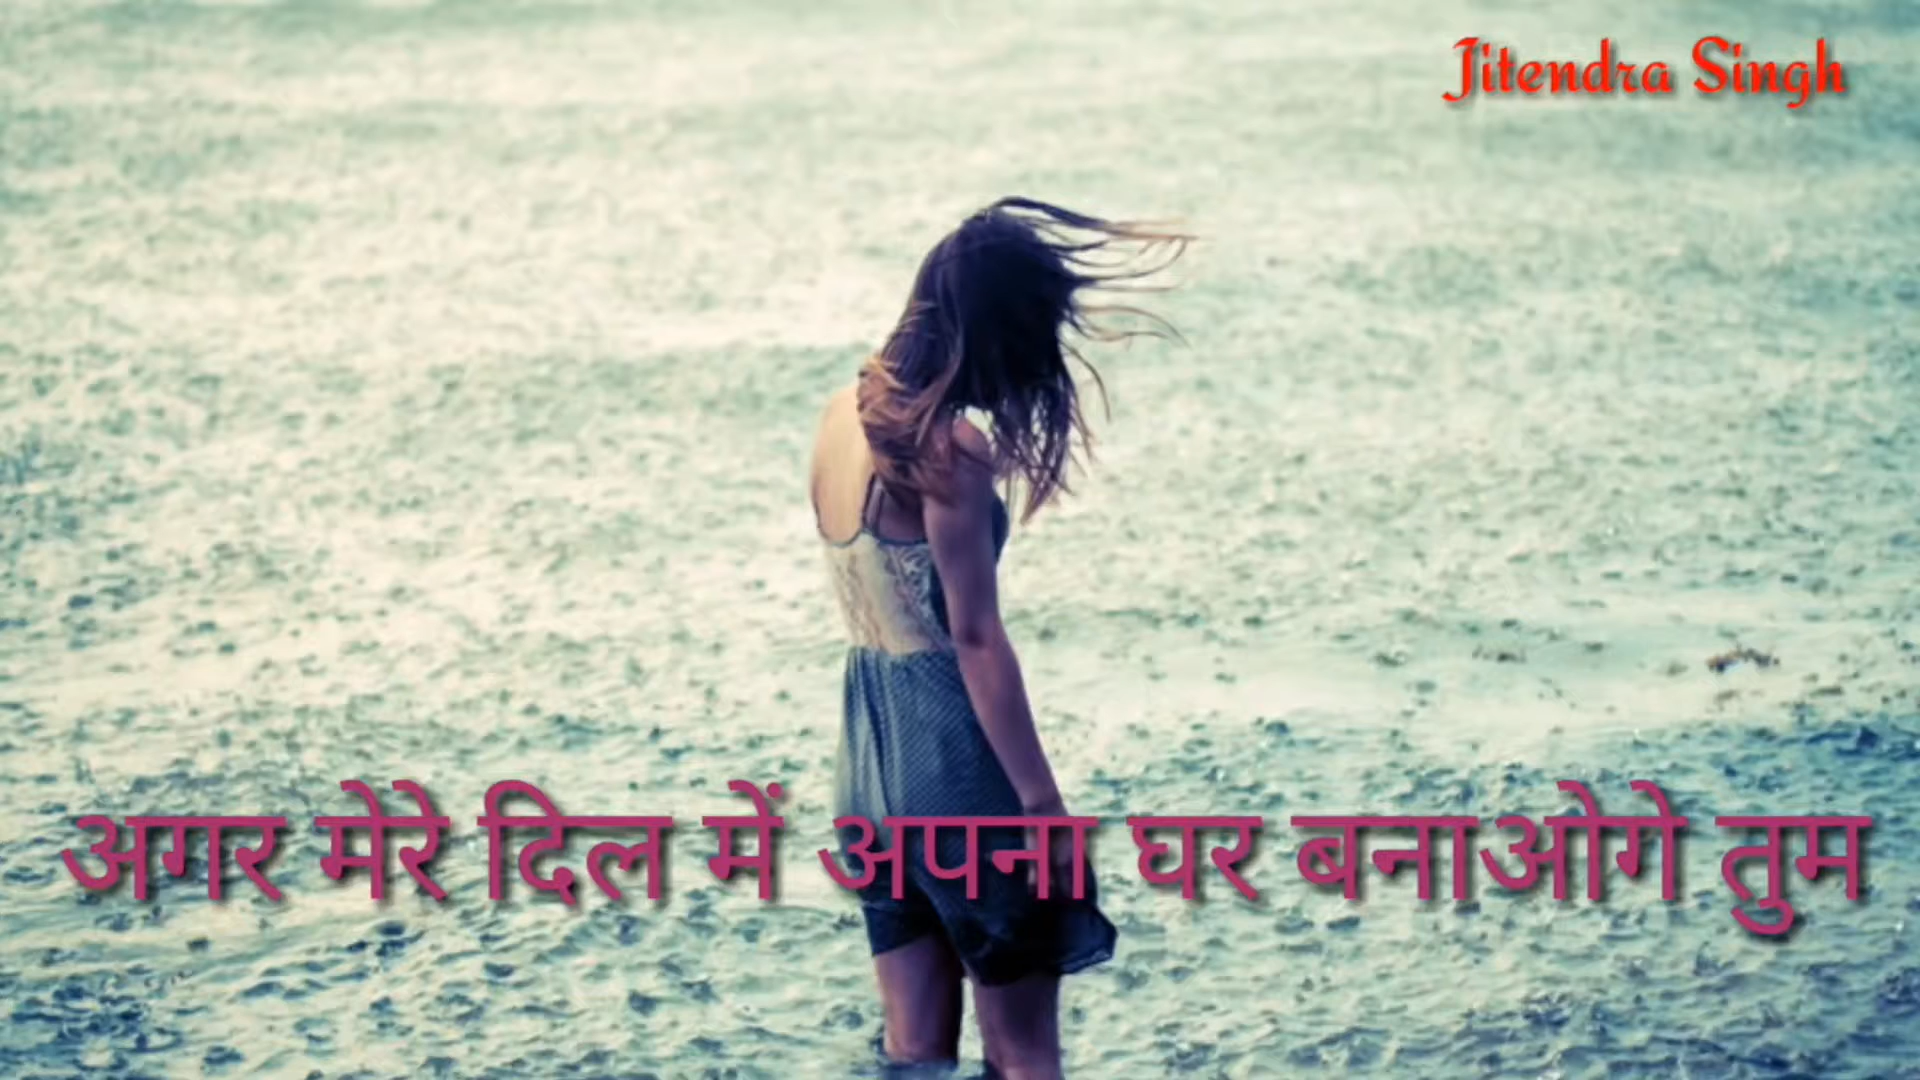 Jitendra Singh
अगर मेरे दिल में अपना घर बनाओगे तुम